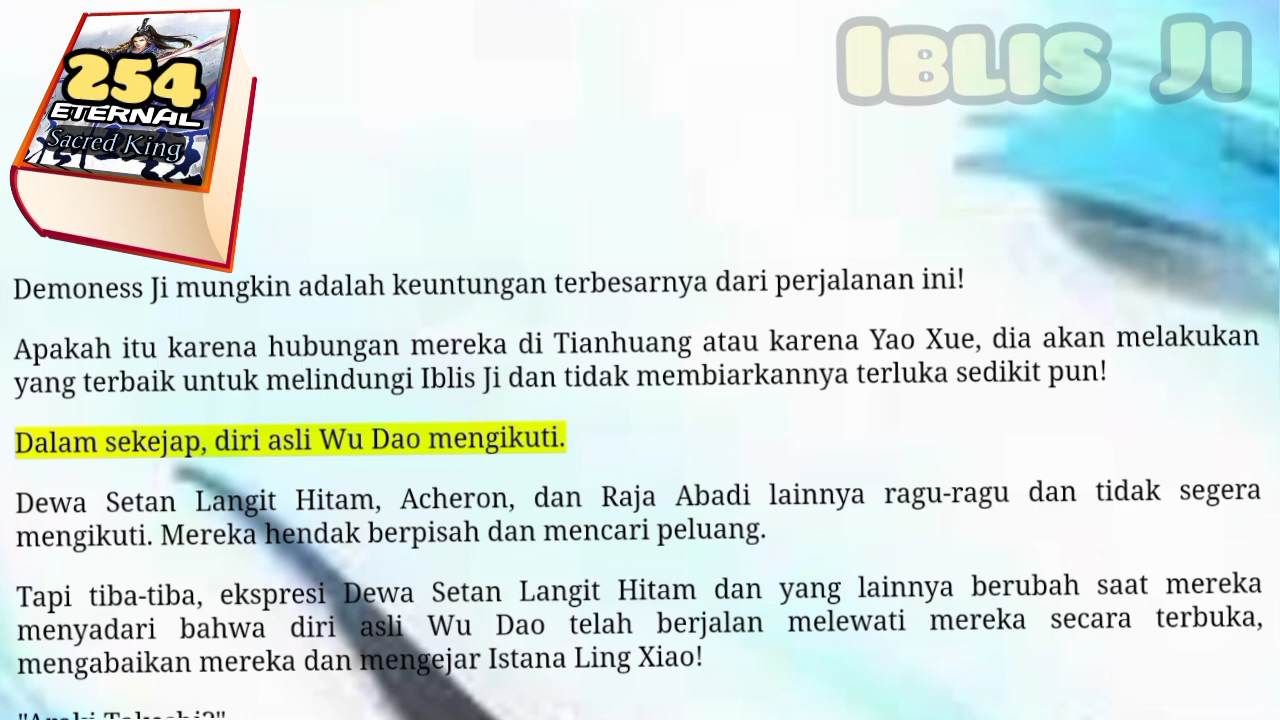 Iblis Ji
254
ETERNAL
Sacred King
Demoness Ji mungkin adalah keuntungan terbesarnya dari perjalanan ini!
Apakah itu karena hubungan mereka di Tianhuang atau karena Yao Xue, dia akan melakukan
yang terbaik untuk melindungi Iblis Ji dan tidak membiarkannya terluka sedikit pun!
Dalam sekejap, diri asli Wu Dao mengikuti.
Dewa Setan Langit Hitam, Acheron, dan Raja Abadi lainnya ragu-ragu dan tidak segera
mengikuti. Mereka hendak berpisah dan mencari peluang.
Tapi tiba-tiba, ekspresi Dewa Setan Langit Hitam dan yang lainnya berubah saat mereka
menyadari bahwa diri asli Wu Dao telah berjalan melewati mereka secara terbuka,
mengabaikan mereka dan mengejar Istana Ling Xiao!